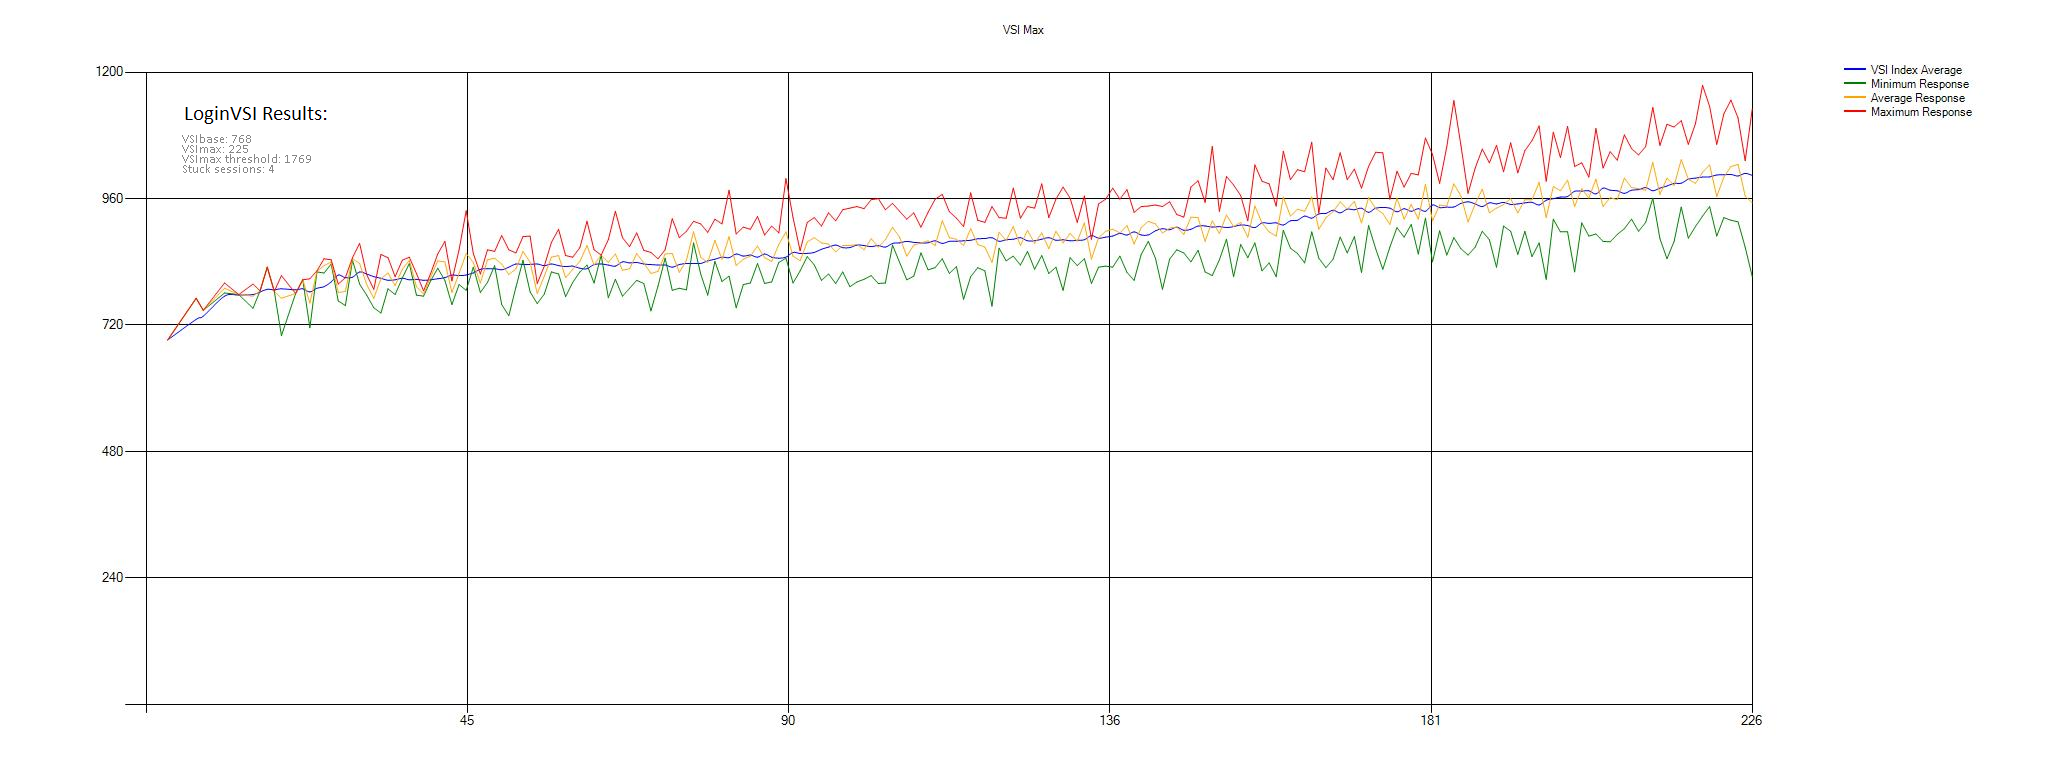 VSI Max
1200
960
720
480
240
LoginVSI Results:
VSIbase: 768
VSImax: 225
VSImax threshold: 1769
Stuck sessions: 4
VSI Index Average
Minimum Response
Average Response
Maximum Response
45
90
136
181
226